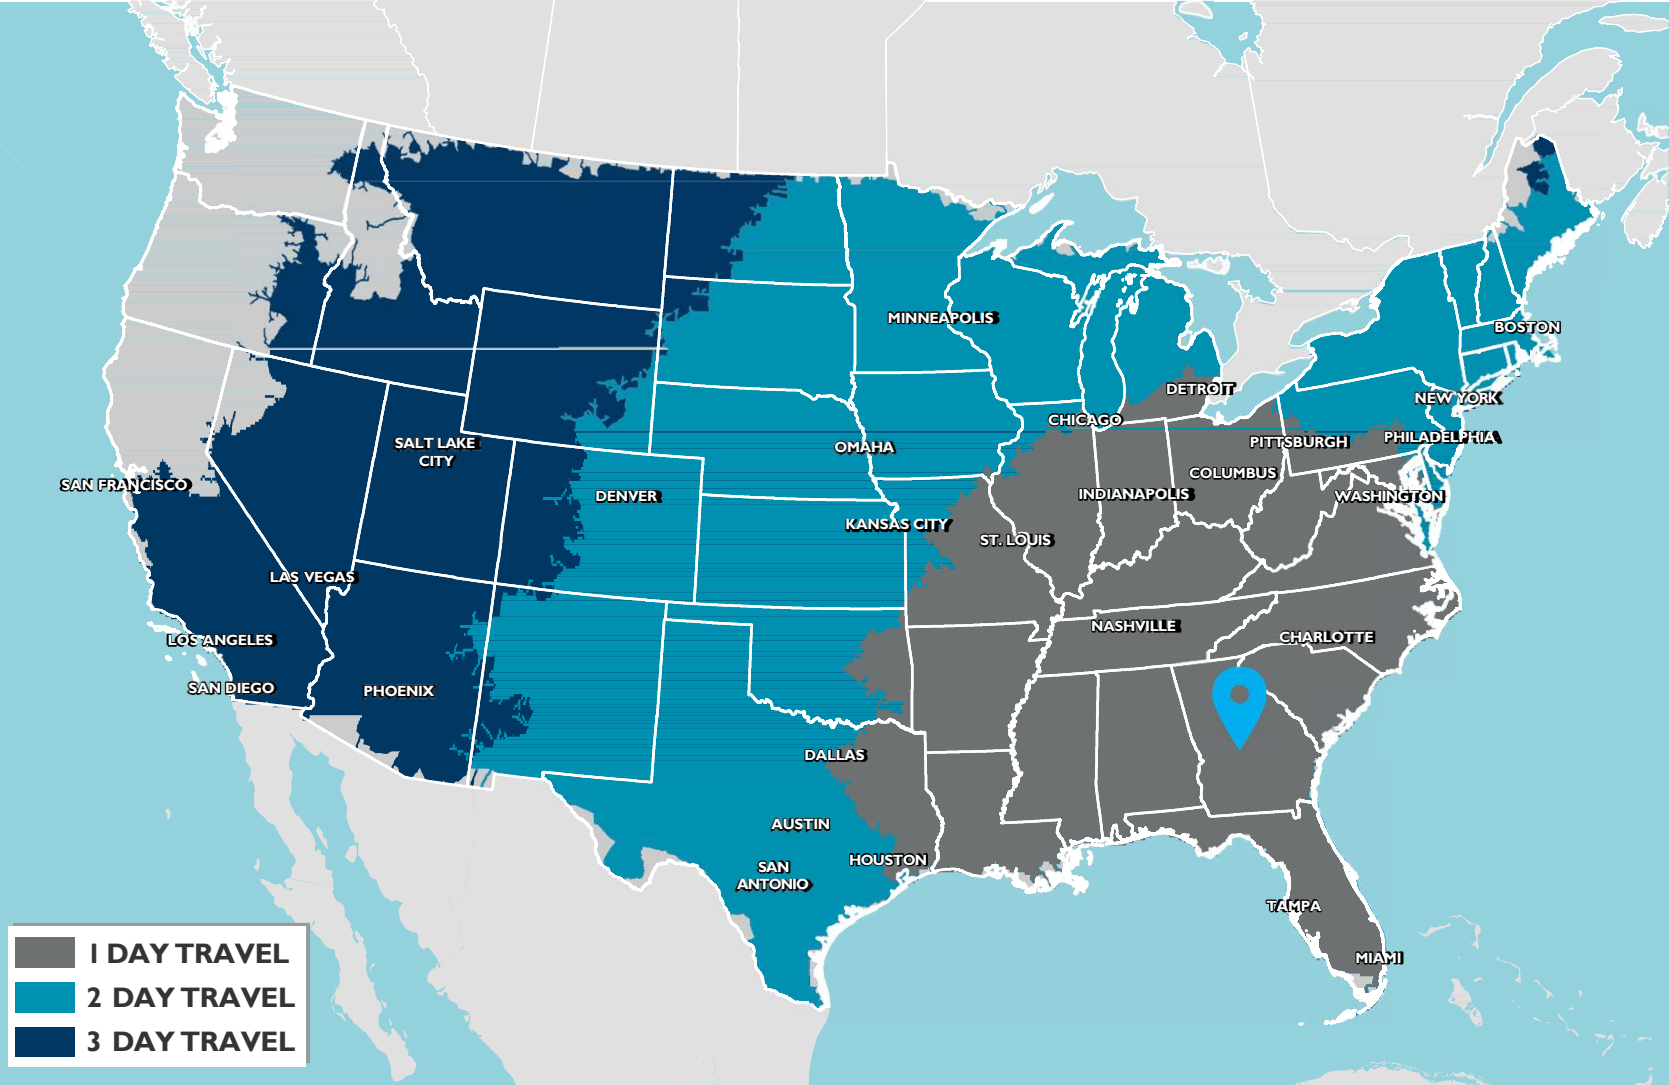 MINNEAPOLIS
BOSTON
DETROIT
NEW YORK
CHICAGO
SALT LAKE
CITY
OMAHA
PITTSBURGH
PHILADELPHIA
COLUMBUS
SAN FRANCISCO
DENVER
INDIANAPOLIS
WASHINGTON
KANSAS CITY
ST. LOUIS
LAS VEGAS
NASHVILLE
CHARLOTTE
LOS ANGELES
SAN DIEGO
PHOENIX
DALLAS
AUSTIN
HOUSTON
SAN
ANTONIO
TAMPA
MIAMI
1 DAY TRAVEL
2 DAY TRAVEL
3 DAY TRAVEL